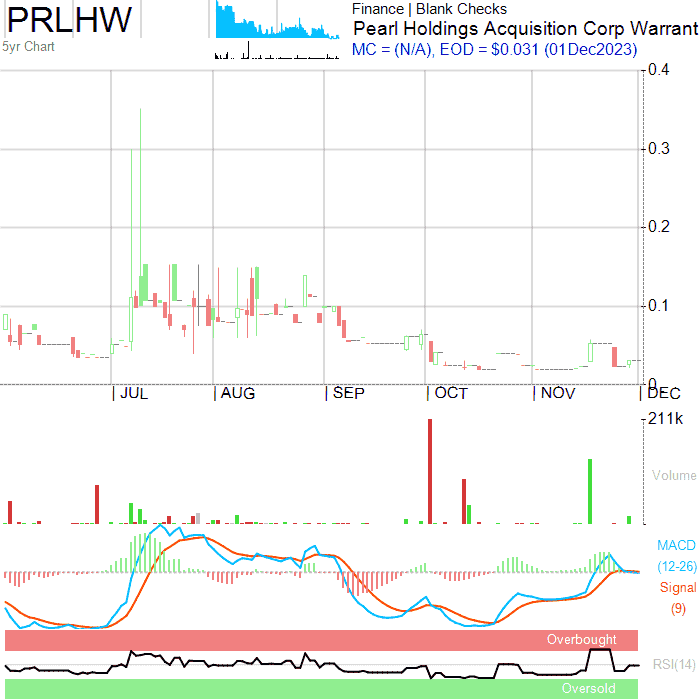 PRLHW
5yr Chart
Finance | Blank Checks
Pearl Holdings Acquisition Corp Warrant
MC = (N/A), EOD = $0.031 (01Dec2023)
0.4
0.3
0.2
0.1
0
JUL
AUG
SEP
OCT
NOV
DEC
211k
Volume
MACD
(12-26)
Signal
(9)
Overbought
RSI(14)
Oversold